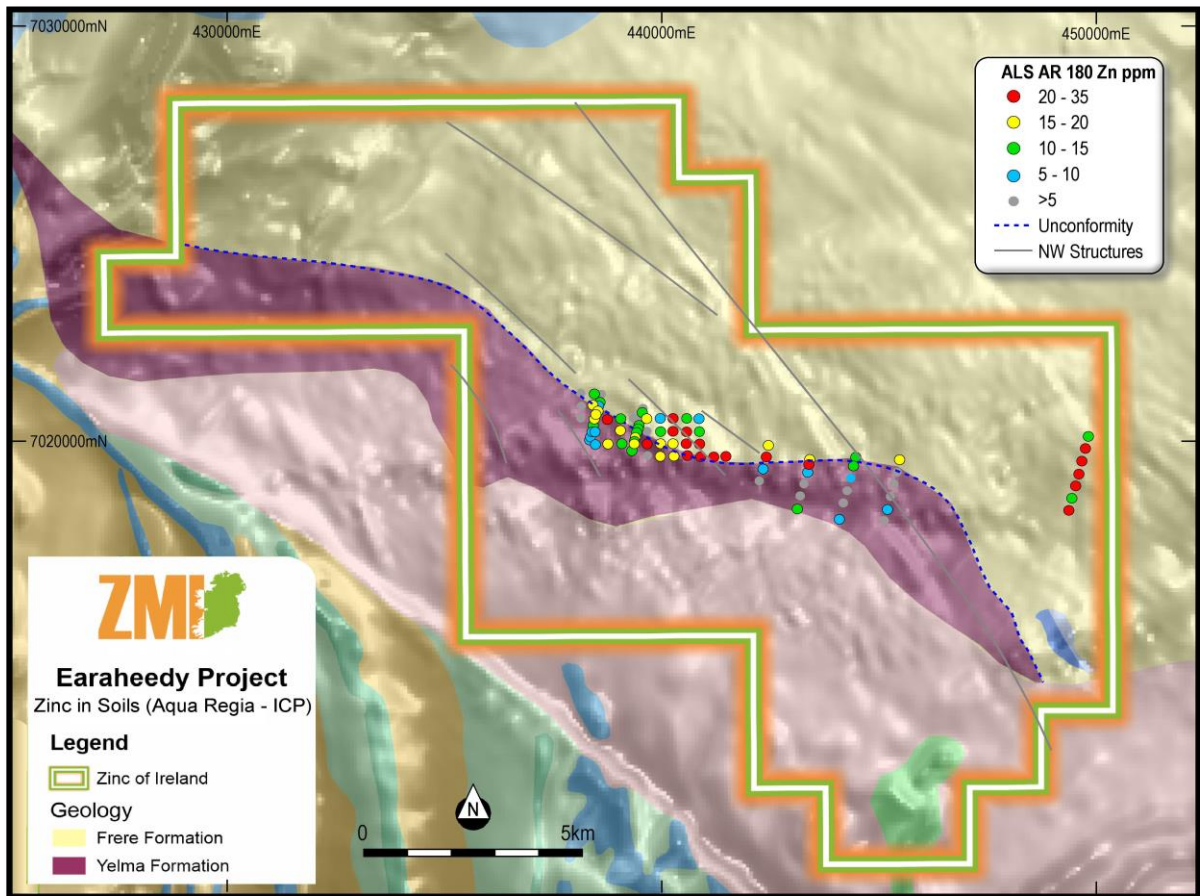 7030000mN
430000mE
440000mE
450000mE
ALS AR 180 Zn ppm
20 - 35
15 - 20
10 - 15
5 - 10
>5
Unconformity
NW Structures
7020000mN
ZMI
Earaheedy Project
Zinc in Soils (Aqua Regia - ICP)
Legend
Zinc of Ireland
Geology
Frere Formation
Yelma Formation
N
0 5km